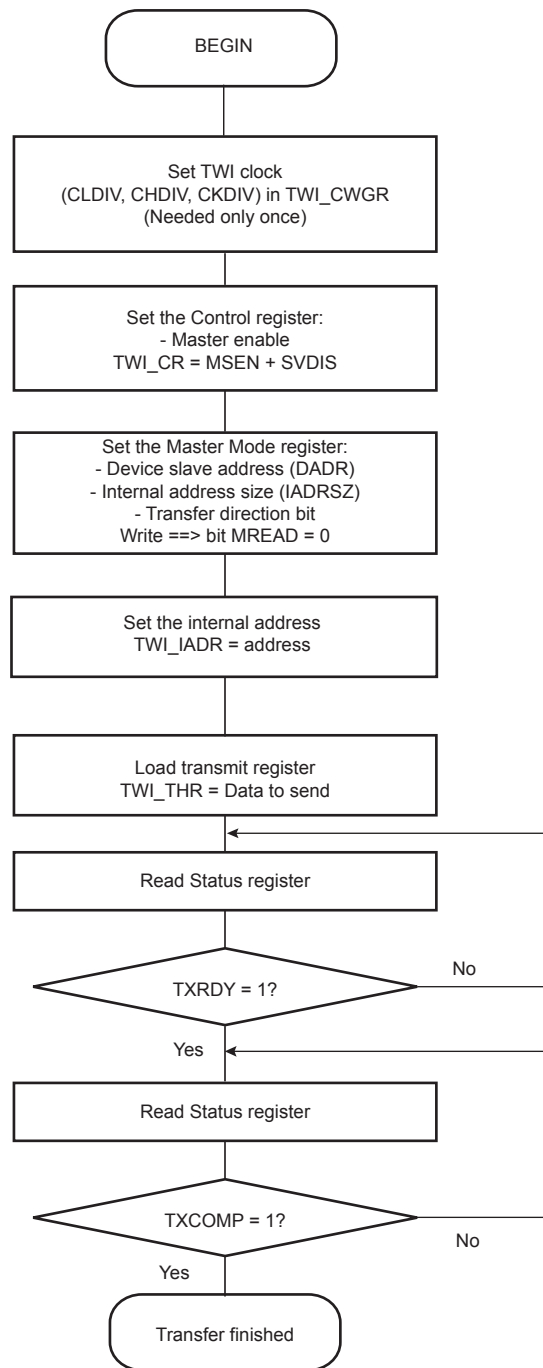 BEGIN
Set TWI clock
(CLDIV, CHDIV, CKDIV) in TWI_CWGR
(Needed only once)
Set the Control register:
- Master enable
TWI_CR = MSEN + SVDIS
Set the Master Mode register:
- Device slave address (DADR)
- Internal address size (IADRSZ)
- Transfer direction bit
Write ==> bit MREAD = 0
Set the internal address
TWI_IADR = address
Load transmit register
TWI_THR = Data to send
Read Status register
No
TXRDY = 1?
Yes
Read Status register
TXCOMP = 1?
No
Yes
Transfer finished